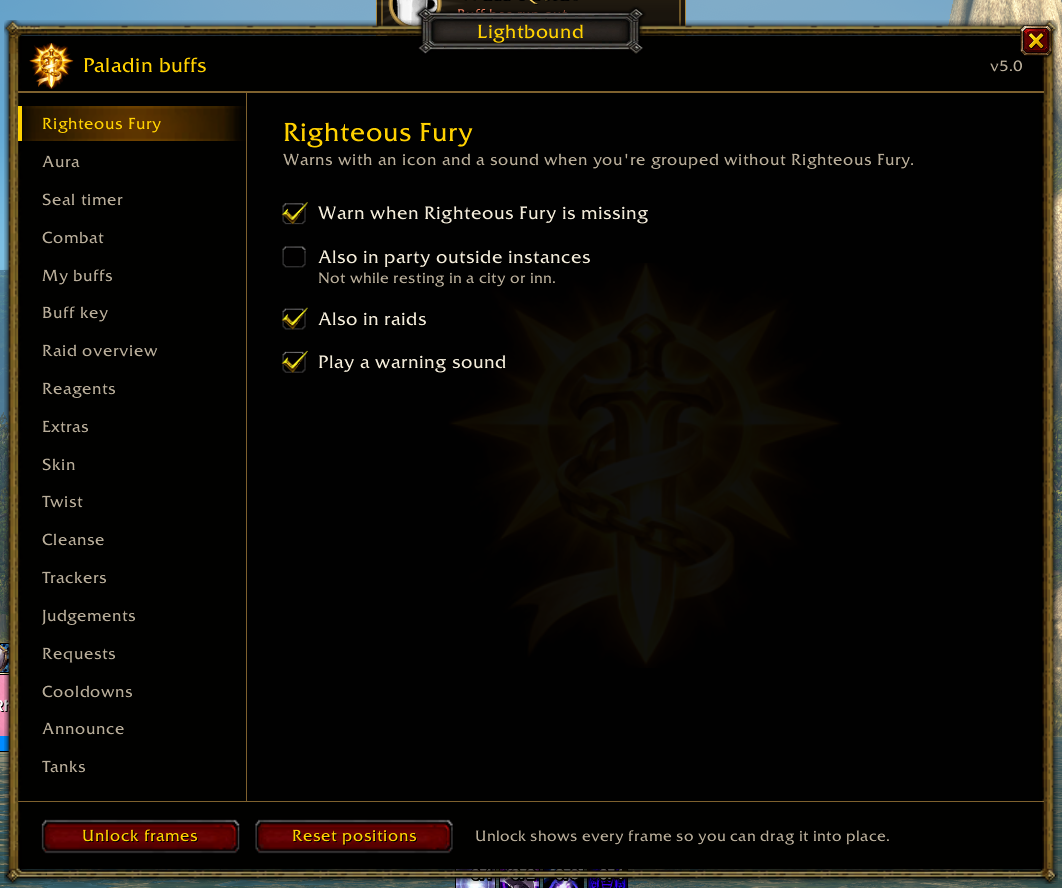 Lightbound
Paladin buffs
v5.0
Righteous Fury
Aura
Seal timer
Combat
My buffs
Buff key
Raid overview
Reagents
Extras
Skin
Twist
Cleanse
Trackers
Judgements
Requests
Cooldowns
Announce
Tanks
Righteous Fury
Warns with an icon and a sound when you're grouped without Righteous Fury.
Warn when Righteous Fury is missing
Also in party outside instances
Not while resting in a city or inn.
Also in raids
Play a warning sound
Unlock frames
Reset positions
Unlock shows every frame so you can drag it into place.